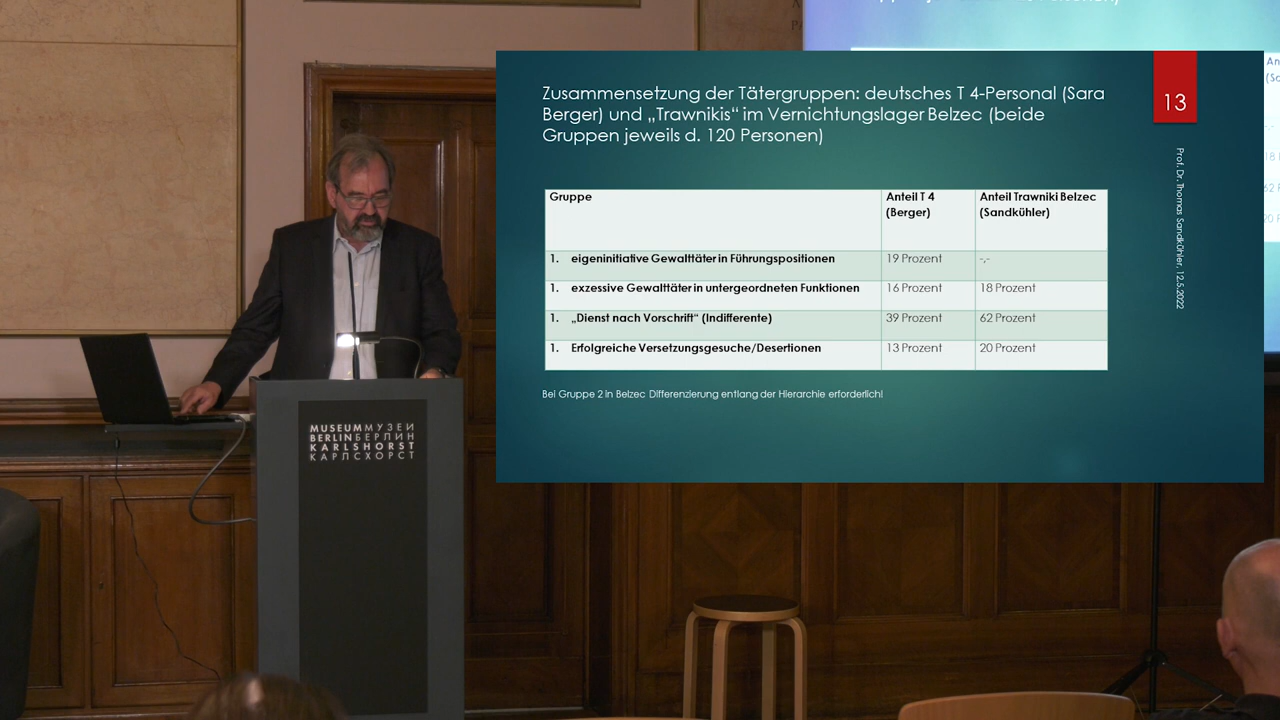 Zusammensetzung der Tätergruppen: deutsches T 4-Personal (Sara
Berger) und „Trawnikis“ im Vernichtungslager Belzec (beide
Gruppen jeweils d. 120 Personen)
13
Prof. Dr. Thomas Sandkühler, 12.5.2022
Gruppe Anteil T 4 Anteil Trawniki Belzec
(Berger) (Sandkühler)
1. eigeninitiative Gewalttäter in Führungspositionen 19 Prozent -,-
1. exzessive Gewalttäter in untergeordneten Funktionen 16 Prozent 18 Prozent
1. „Dienst nach Vorschrift“ (Indifferente) 39 Prozent 62 Prozent
1. Erfolgreiche Versetzungsgesuche/Desertionen 13 Prozent 20 Prozent
Bei Gruppe 2 in Belzec Differenzierung entlang der Hierarchie erforderlich!
MUSEUMМУЗЕЙ
BERLINБЕРЛИН
KARLSHORST
КАРЛСХОРСТ